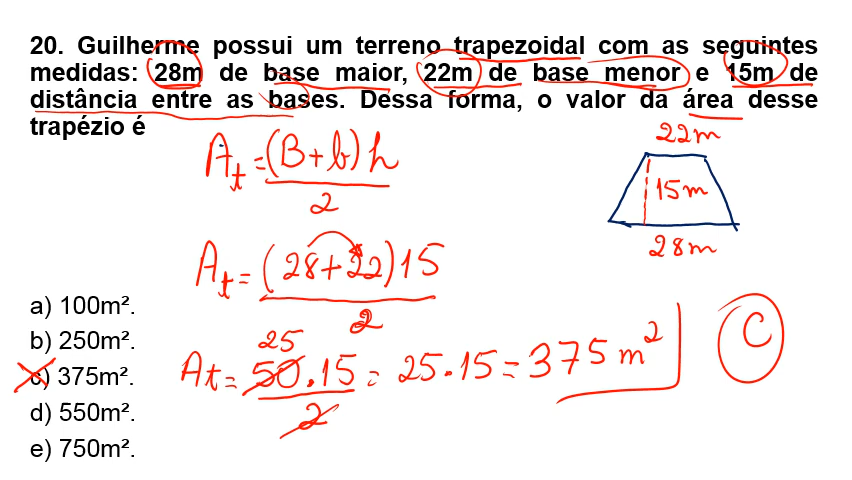 20. Guilherme possui um terreno trapezoidal com as seguintes
medidas: 28m de base maior, 22m de base menor e 15m de
distância entre as bases. Dessa forma, o valor da área desse
trapézio é
22m
15m
28m
At = (B+b)h
2
At = (28+22)15
2
25
At = 50.15 = 25.15 = 375 m²
2
C
a) 100m².
b) 250m².
c) 375m².
d) 550m².
e) 750m².